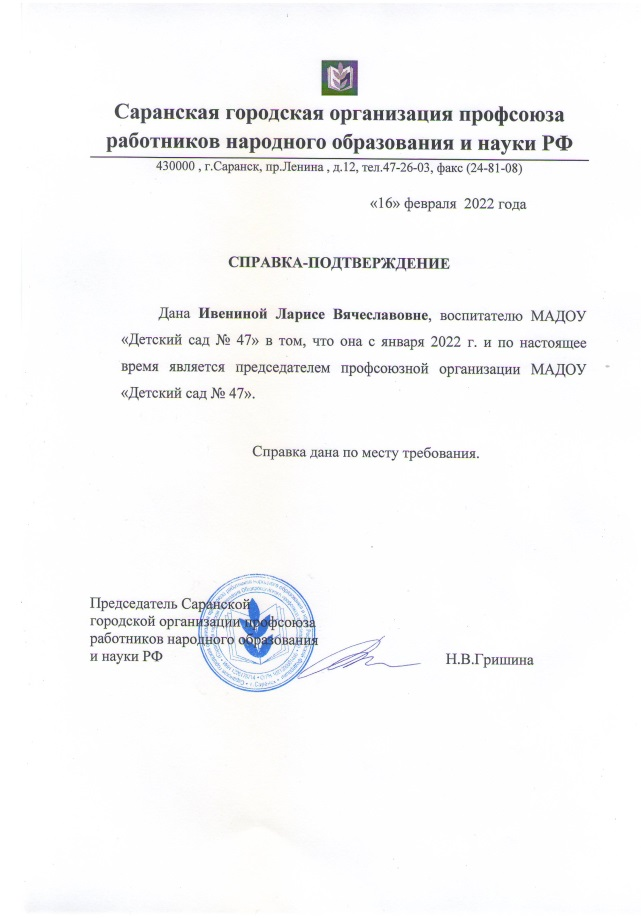 Саранская городская организация профсоюза
работников народного образования и науки РФ
430000 , г.Саранск, пр.Ленина , д.12, тел.47-26-03, факс (24-81-08)
«16» февраля 2022 года
СПРАВКА-ПОДТВЕРЖДЕНИЕ
Дана Ивениной Ларисе Вячеславовне, воспитателю МАДОУ
«Детский сад № 47» в том, что она с января 2022 г. и по настоящее
время является председателем профсоюзной организации МАДОУ
«Детский сад № 47».
Справка дана по месту требования.
Председатель Саранской
городской организации профсоюза
работников народного образования
и науки РФ
Н.В.Гришина